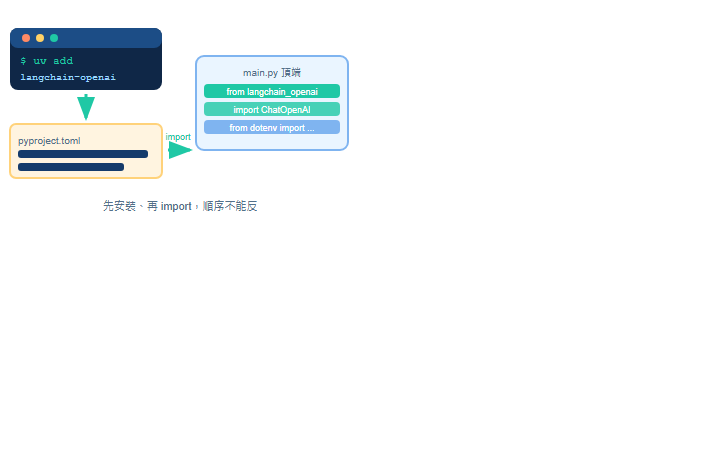 $ uv add
langchain-openai
pyproject.toml
import
main.py 頂端
from langchain_openai
import ChatOpenAI
from dotenv import ...
先安裝、再 import，順序不能反